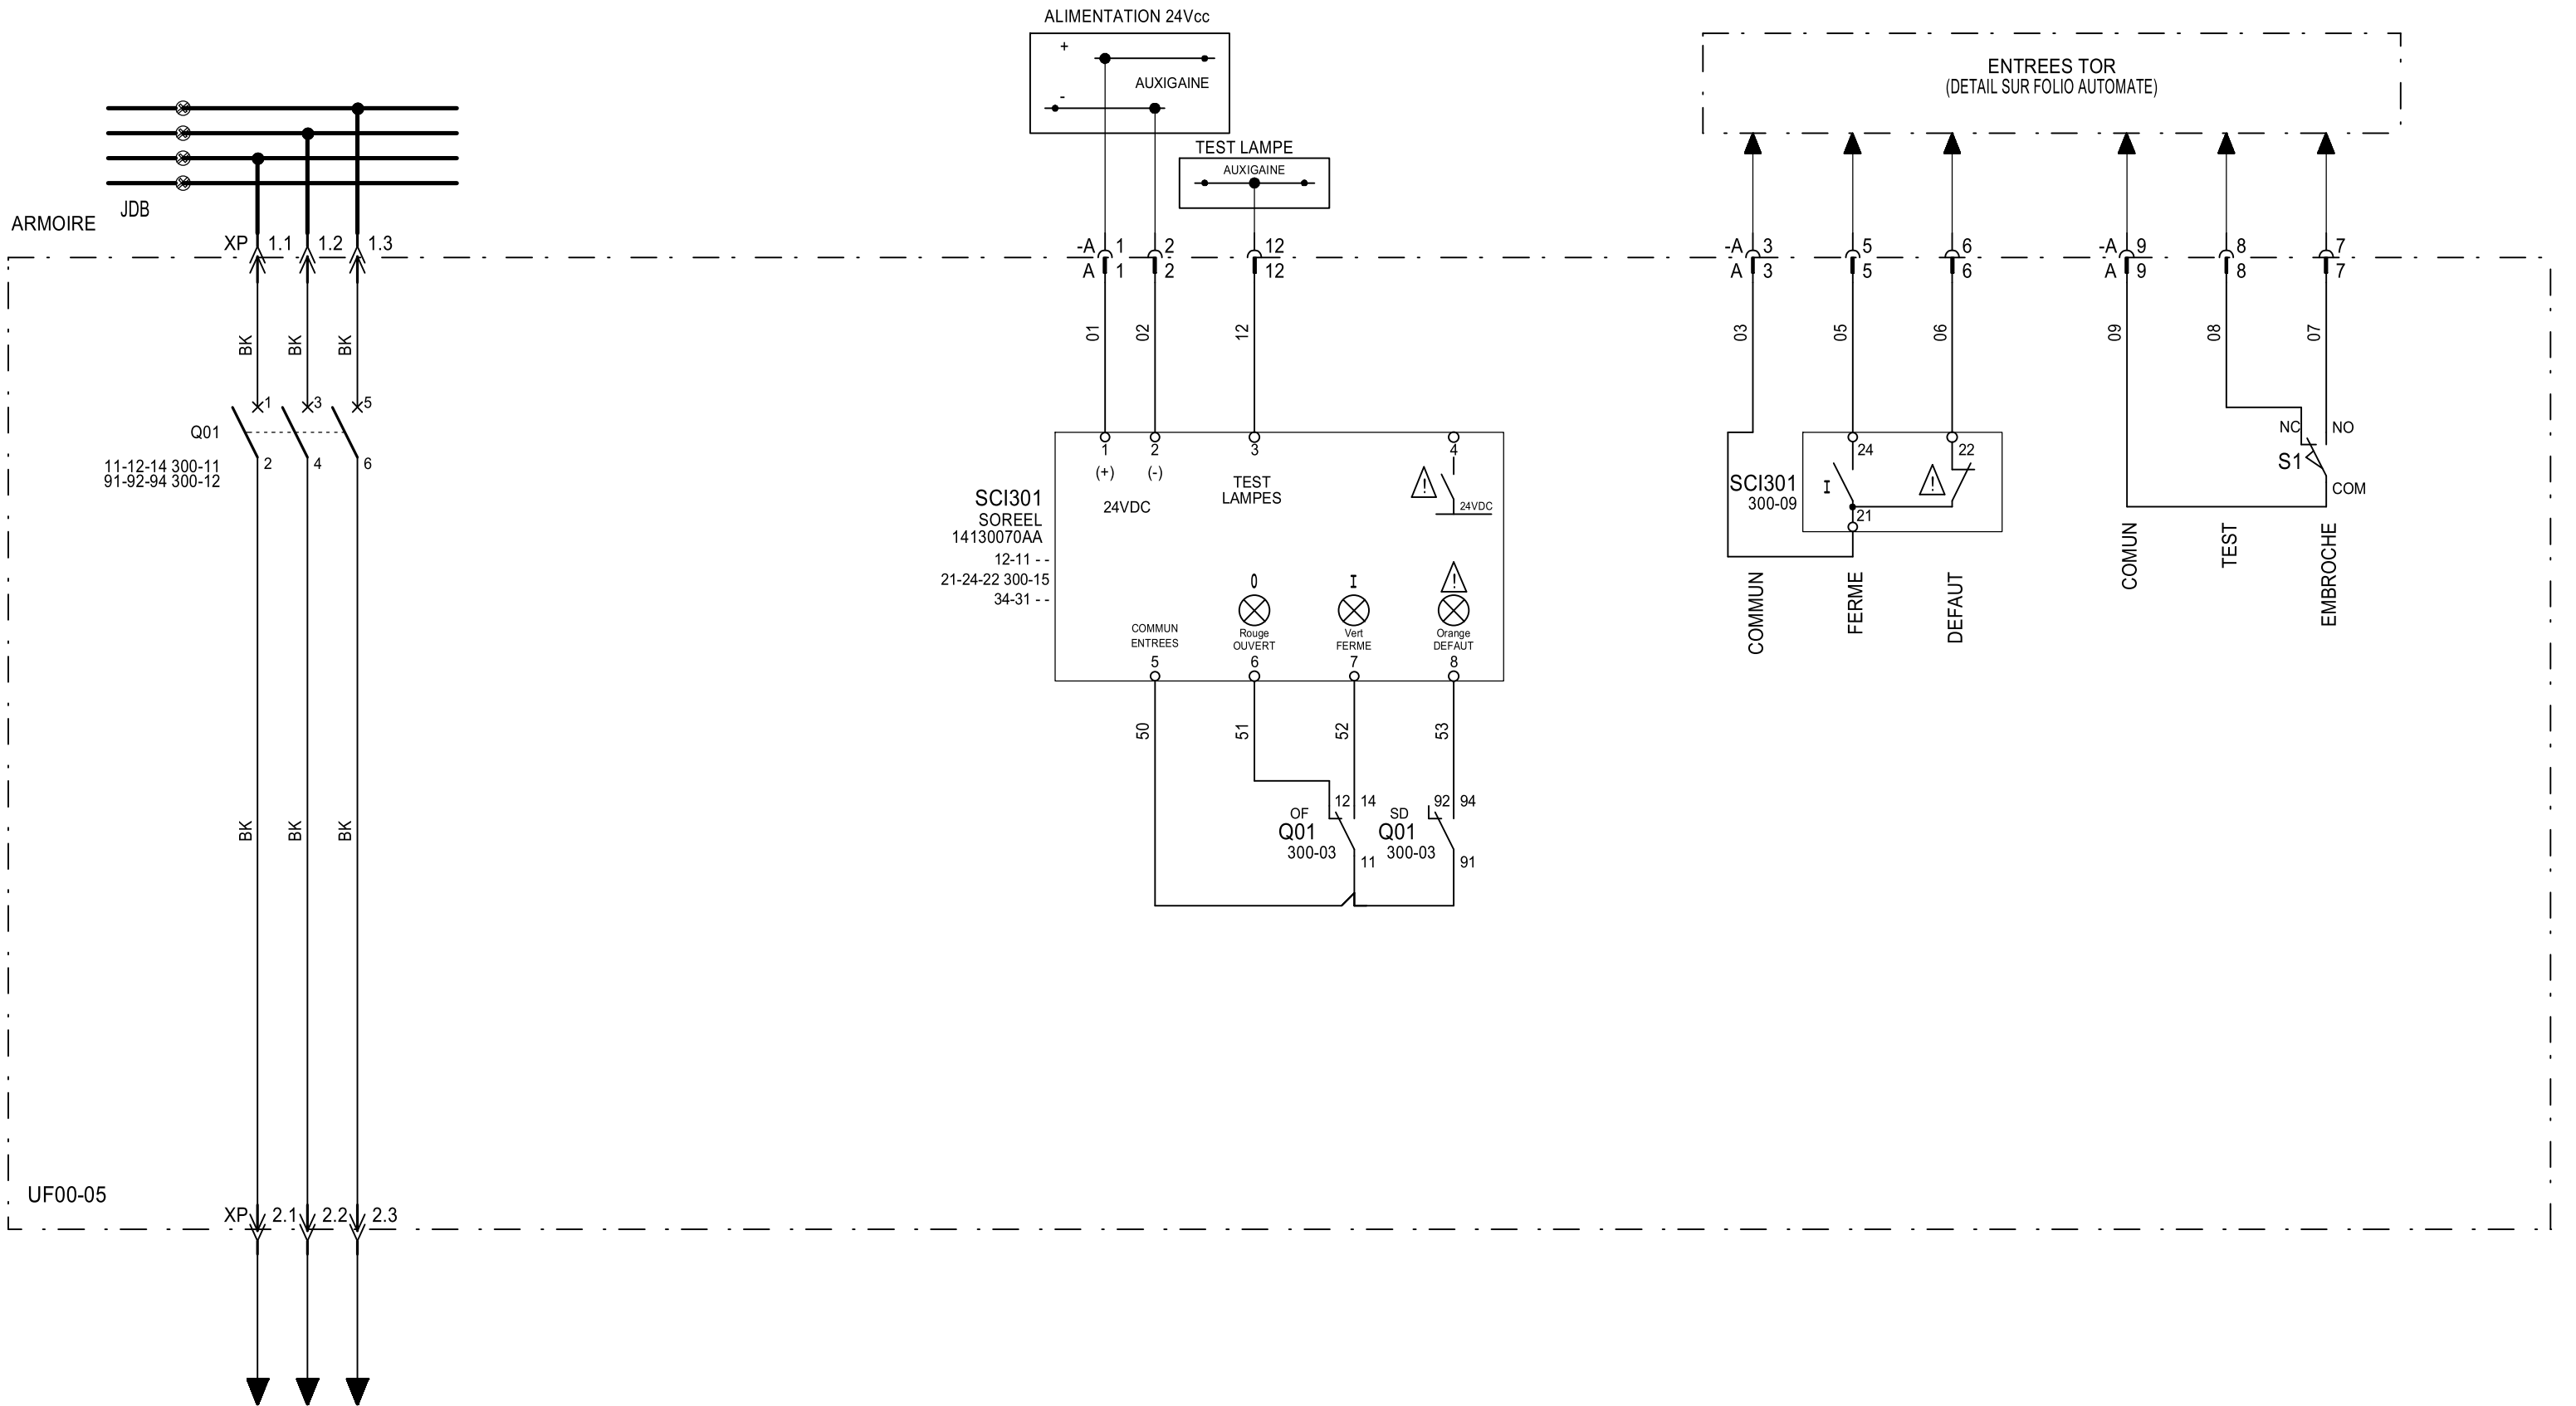 ALIMENTATION 24Vcc
+
AUXIGAINE
-
TEST LAMPE
AUXIGAINE
ENTREES TOR
(DETAIL SUR FOLIO AUTOMATE)
JDB
ARMOIRE
XP 1.1 1.2 1.3
-A 1 2 12
A 1 2 12
-A 3 5 6
A 3 5 6
-A 9 8 7
A 9 8 7
BK BK BK
01 02 12
03 05 06
09 08 07
1 3 5
Q01
2 4 6
11-12-14 300-11
91-92-94 300-12
1 2 3 4
(+) (-)
24VDC
TEST
LAMPES
! 24VDC
SCI301
SOREEL
14130070AA
12-11 - -
21-24-22 300-15
34-31 - -
0 I !
COMMUN
ENTREES
Rouge
OUVERT
Vert
FERME
Orange
DEFAUT
5 6 7 8
24 22
SCI301
300-09
I !
21
NC NO
S1
COM
COMMUN
FERME
DEFAUT
COMUN
TEST
EMBROCHE
50 51 52 53
12 14
OF
Q01
300-03
11
92 94
SD
Q01
300-03
91
BK BK BK
UF00-05
XP 2.1 2.2 2.3